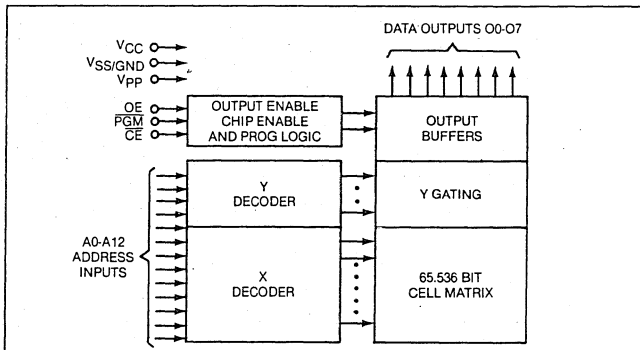 DATA OUTPUTS O0-O7
VCC
VSS/GND
VPP
OE
PGM
CE
OUTPUT ENABLE
CHIP ENABLE
AND PROG LOGIC
OUTPUT
BUFFERS
Y
DECODER
Y GATING
A0-A12
ADDRESS
INPUTS
X
DECODER
65.536 BIT
CELL MATRIX